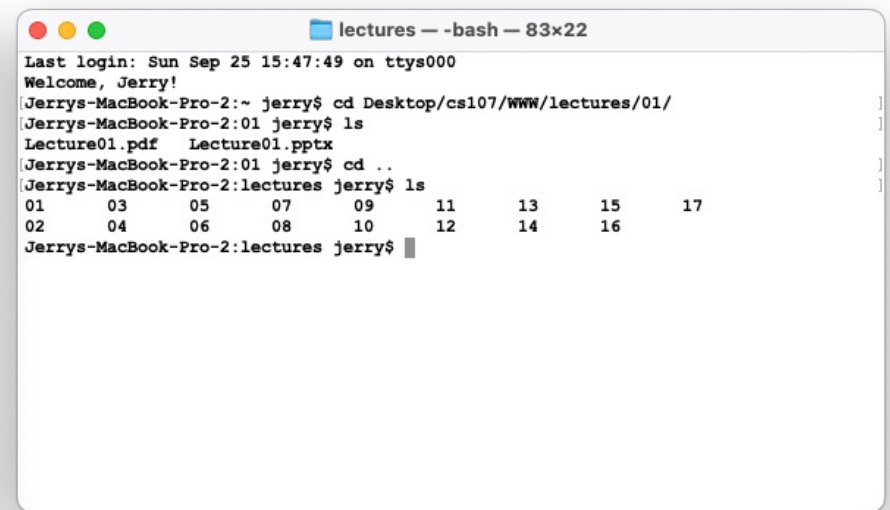 lectures — -bash — 83×22
Last login: Sun Sep 25 15:47:49 on ttys000
Welcome, Jerry!
[Jerrys-MacBook-Pro-2:~ jerry$ cd Desktop/cs107/WWW/lectures/01/ ]
[Jerrys-MacBook-Pro-2:01 jerry$ ls ]
Lecture01.pdf Lecture01.pptx
[Jerrys-MacBook-Pro-2:01 jerry$ cd .. ]
[Jerrys-MacBook-Pro-2:lectures jerry$ ls ]
01 03 05 07 09 11 13 15 17
02 04 06 08 10 12 14 16
Jerrys-MacBook-Pro-2:lectures jerry$